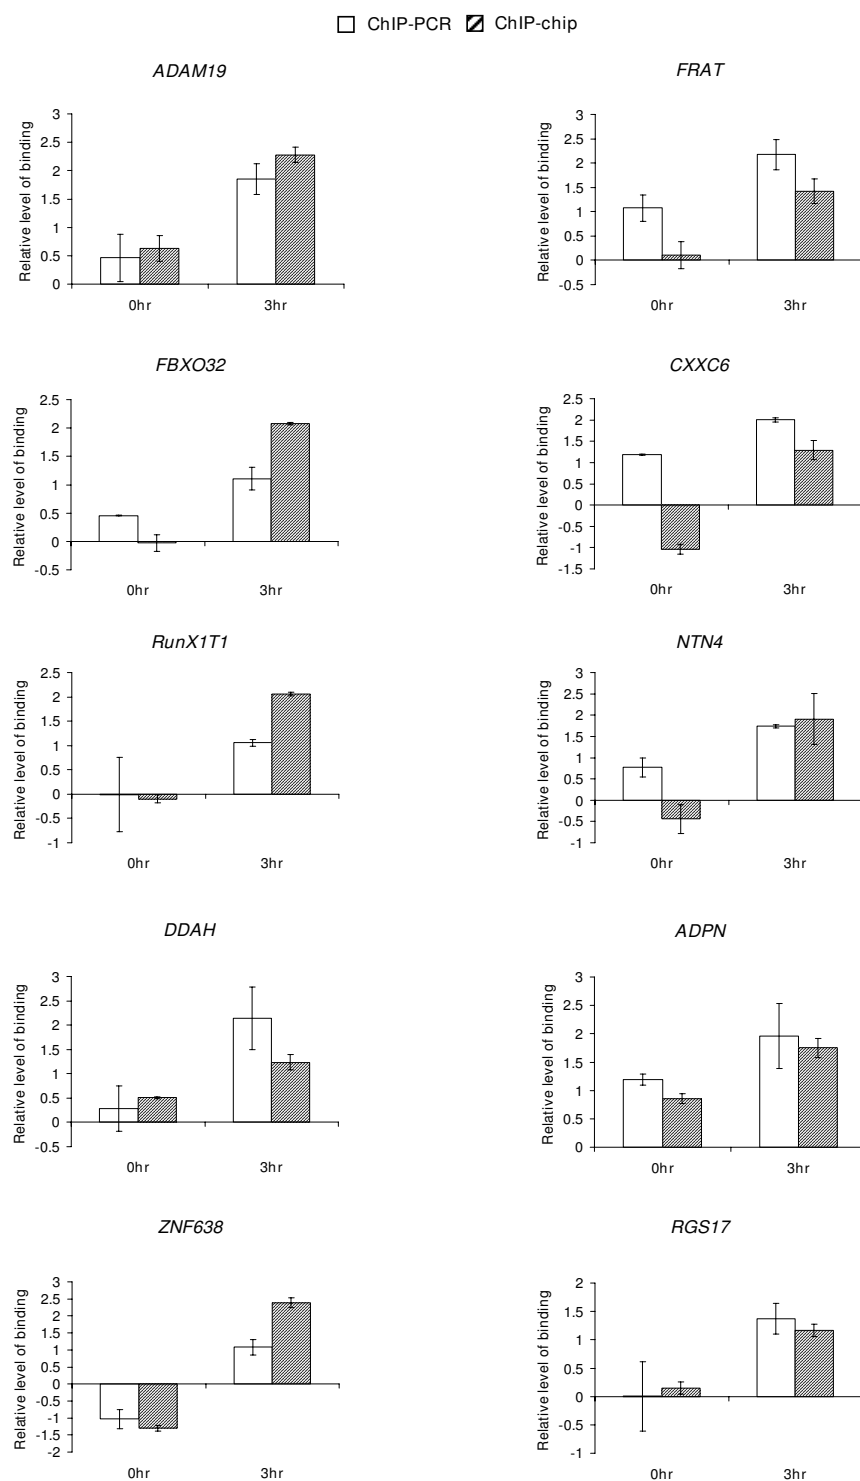 ChIP-PCR ChIP-chip
ADAM19
Relative level of binding
3
2.5
2
1.5
1
0.5
0
0hr 3hr
FRAT
Relative level of binding
3
2.5
2
1.5
1
0.5
0
-0.5
0hr 3hr
FBXO32
Relative level of binding
2.5
2
1.5
1
0.5
0
-0.5
0hr 3hr
CXXC6
Relative level of binding
2.5
2
1.5
1
0.5
0
-0.5
-1
-1.5
0hr 3hr
RunX1T1
Relative level of binding
2.5
2
1.5
1
0.5
0
-0.5
-1
0hr 3hr
NTN4
Relative level of binding
3
2.5
2
1.5
1
0.5
0
-0.5
-1
0hr 3hr
DDAH
Relative level of binding
3
2.5
2
1.5
1
0.5
0
-0.5
0hr 3hr
ADPN
Relative level of binding
3
2.5
2
1.5
1
0.5
0
0hr 3hr
ZNF638
Relative level of binding
3
2.5
2
1.5
1
0.5
0
-0.5
-1
-1.5
-2
0hr 3hr
RGS17
Relative level of binding
2
1.5
1
0.5
0
-0.5
-1
0hr 3hr